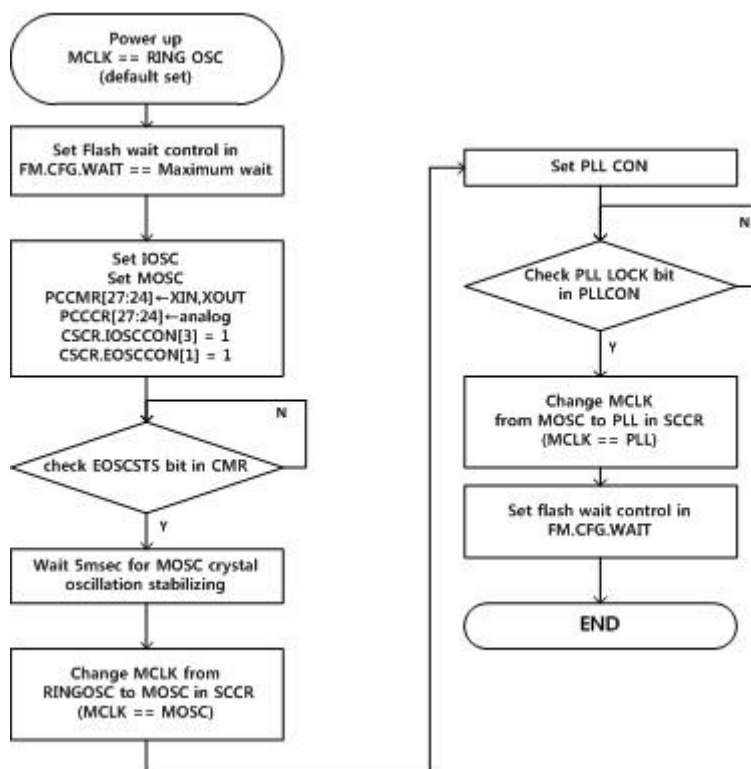 Power up
MCLK == RING OSC
(default set)
Set Flash wait control in
FM.CFG.WAIT == Maximum wait
Set IOSC
Set MOSC
PCCMR[27:24]←XIN,XOUT
PCCCR[27:24]←analog
CSCR.IOSCCON[3] = 1
CSCR.EOSCCON[1] = 1
N
check EOSCSTS bit in CMR
Y
Wait 5msec for MOSC crystal
oscillation stabilizing
Change MCLK from
RINGOSC to MOSC in SCCR
(MCLK == MOSC)
Set PLL CON
N
Check PLL LOCK bit
in PLLCON
Y
Change MCLK
from MOSC to PLL in SCCR
(MCLK == PLL)
Set flash wait control in
FM.CFG.WAIT
END